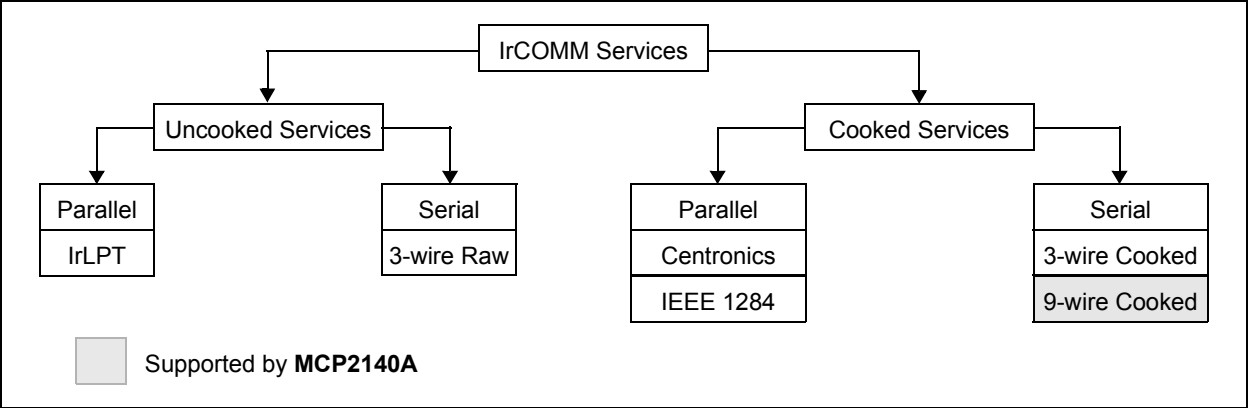 IrCOMM Services
Uncooked Services
Cooked Services
Parallel
IrLPT
Serial
3-wire Raw
Parallel
Centronics
IEEE 1284
Serial
3-wire Cooked
9-wire Cooked
Supported by MCP2140A